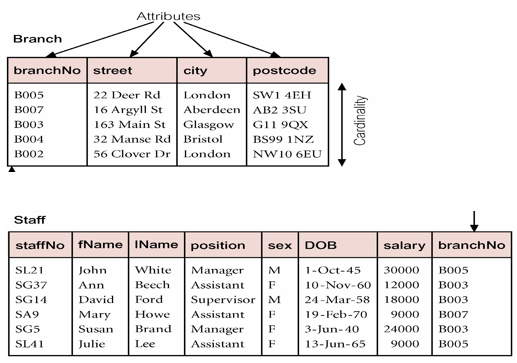 Attributes
Branch
branchNo street city postcode
B005 22 Deer Rd London SW1 4EH
B007 16 Argyll St Aberdeen AB2 3SU
B003 163 Main St Glasgow G11 9QX
B004 32 Manse Rd Bristol BS99 1NZ
B002 56 Clover Dr London NW10 6EU
Cardinality
Staff
staffNo fName lName position sex DOB salary branchNo
SL21 John White Manager M 1-Oct-45 30000 B005
SG37 Ann Beech Assistant F 10-Nov-60 12000 B003
SG14 David Ford Supervisor M 24-Mar-58 18000 B003
SA9 Mary Howe Assistant F 19-Feb-70 9000 B007
SG5 Susan Brand Manager F 3-Jun-40 24000 B003
SL41 Julie Lee Assistant F 13-Jun-65 9000 B005